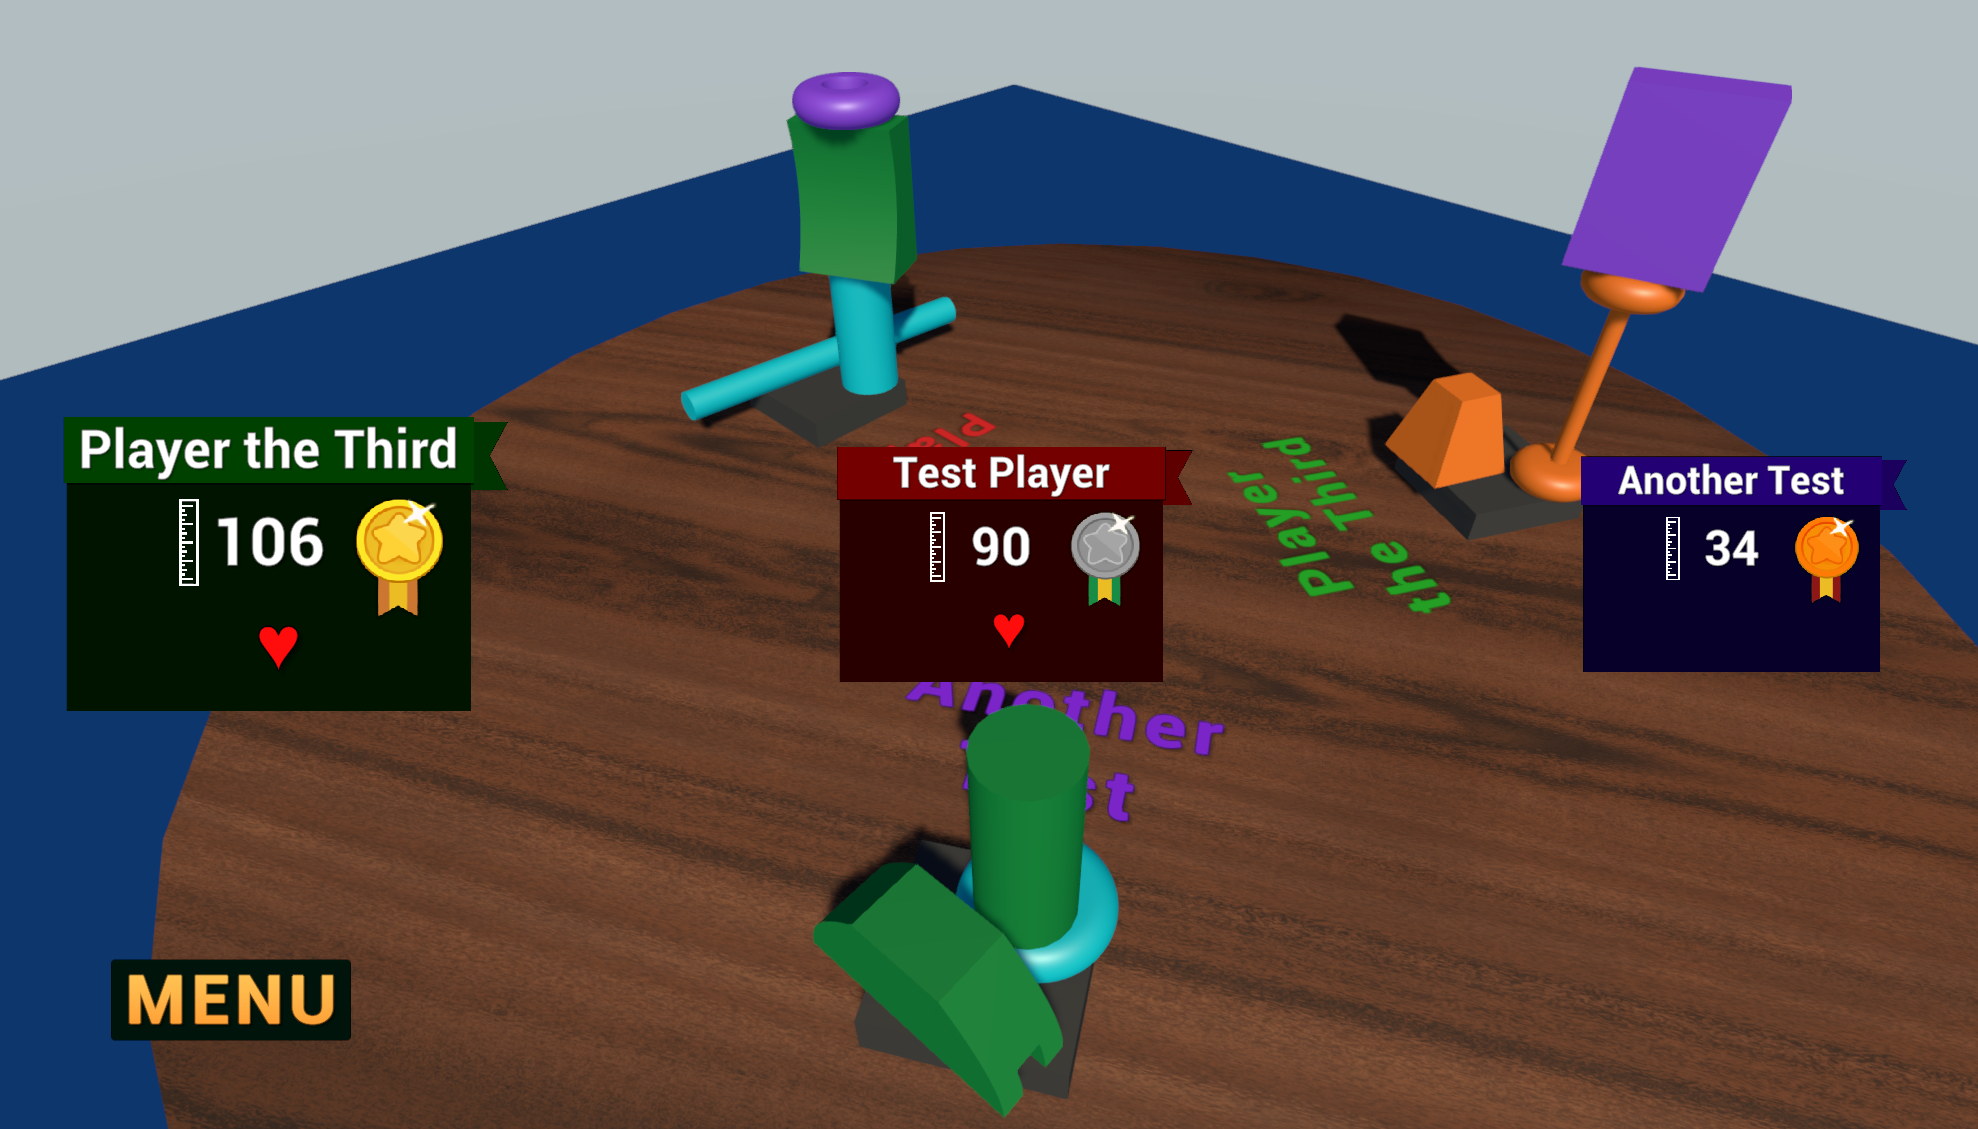 Player the Third
106
Test Player
90
Another Test
34
Player
the
Third
Another
MENU